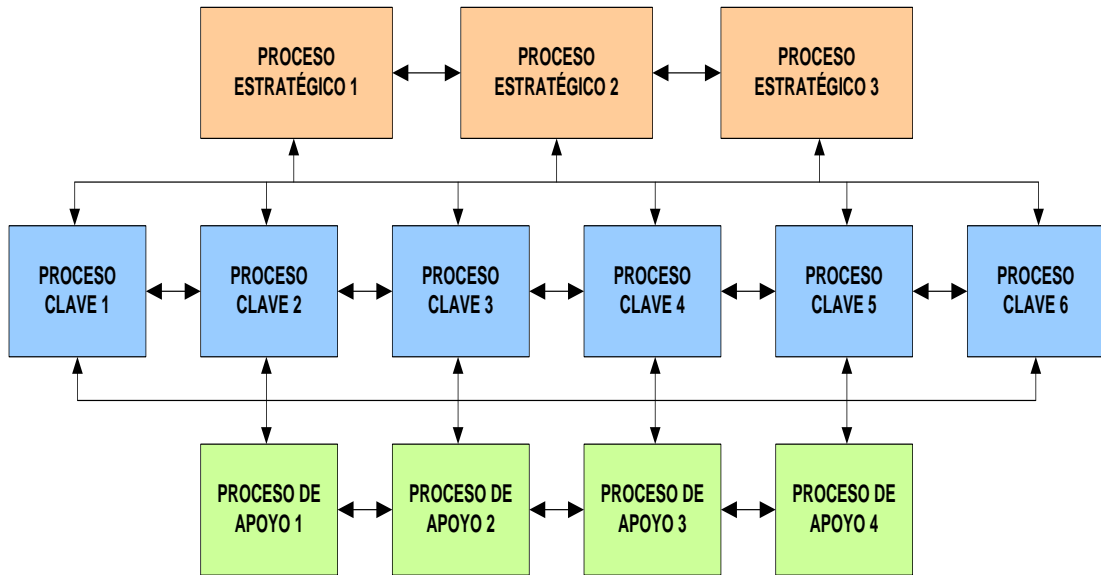 PROCESO
ESTRATÉGICO 1
PROCESO
ESTRATÉGICO 2
PROCESO
ESTRATÉGICO 3
PROCESO
CLAVE 1
PROCESO
CLAVE 2
PROCESO
CLAVE 3
PROCESO
CLAVE 4
PROCESO
CLAVE 5
PROCESO
CLAVE 6
PROCESO DE
APOYO 1
PROCESO DE
APOYO 2
PROCESO DE
APOYO 3
PROCESO DE
APOYO 4